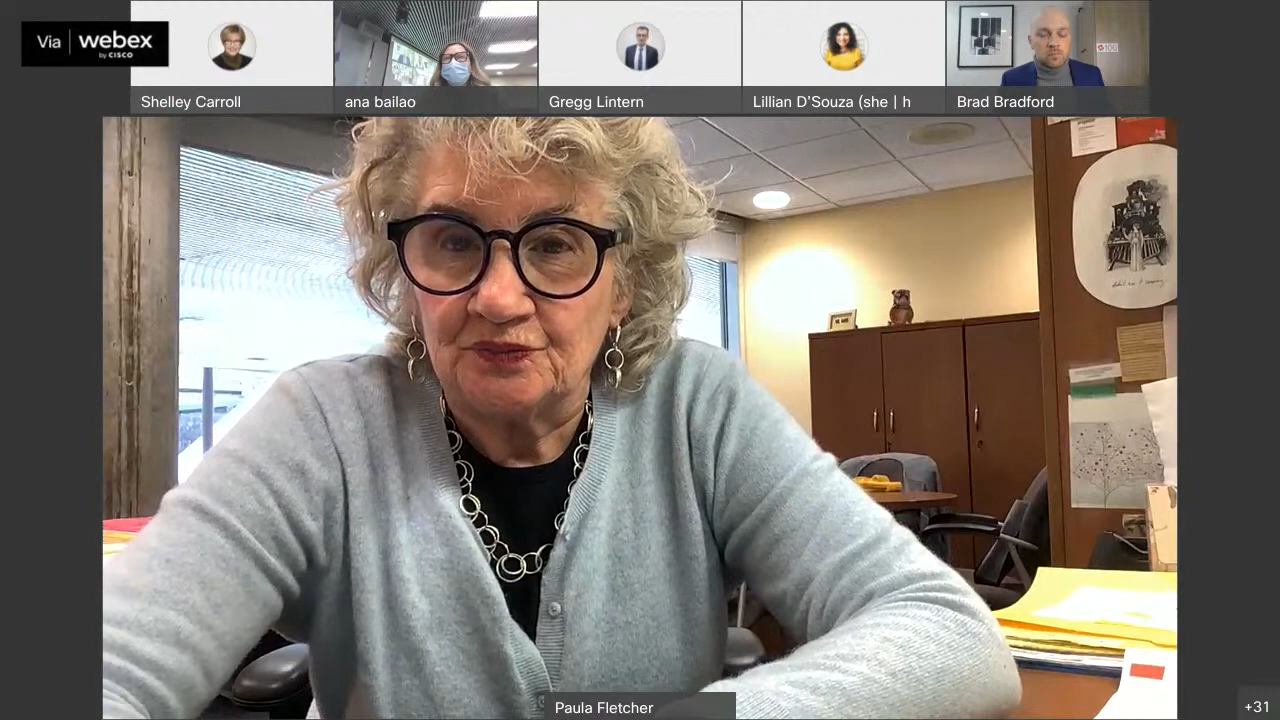 Via webex
by CISCO
Shelley Carroll
ana bailao
Gregg Lintern
Lillian D'Souza (she | h
Brad Bradford
Paula Fletcher
+31